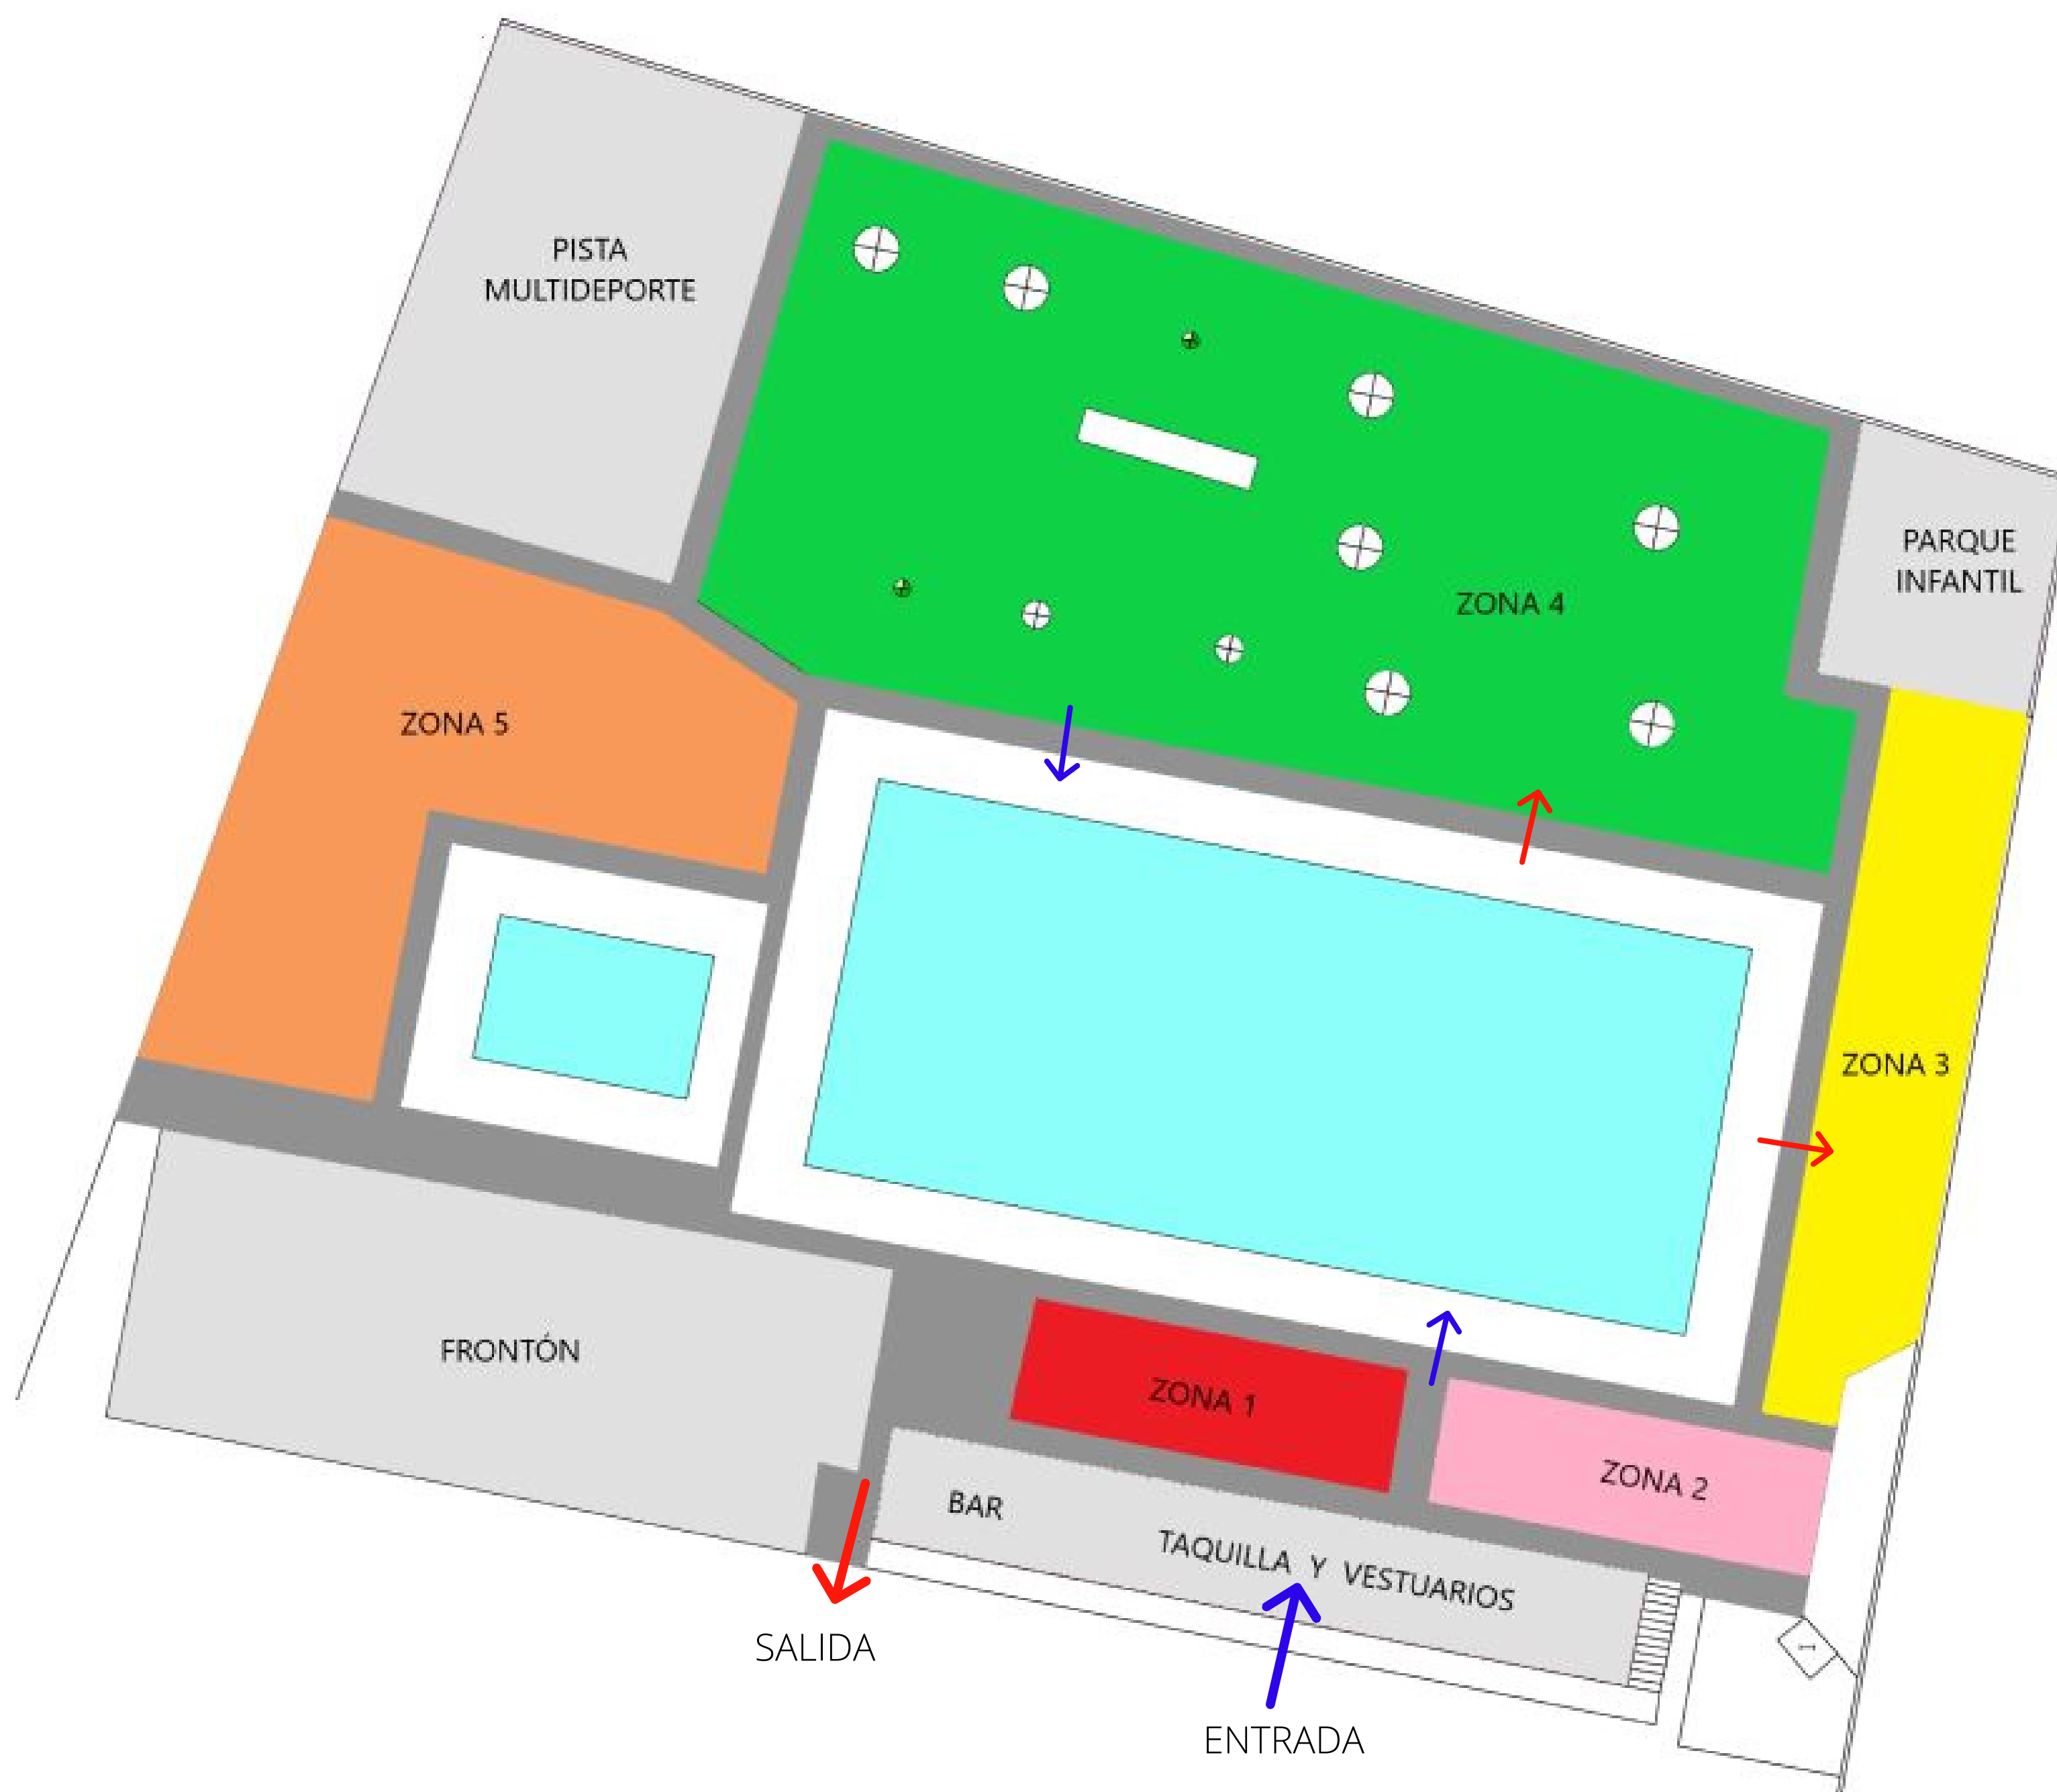 PISTA
MULTIDEPORTE
PARQUE
INFANTIL
ZONA 4
ZONA 5
ZONA 3
FRONTÓN
ZONA 1
ZONA 2
BAR
TAQUILLA Y VESTUARIOS
SALIDA
ENTRADA